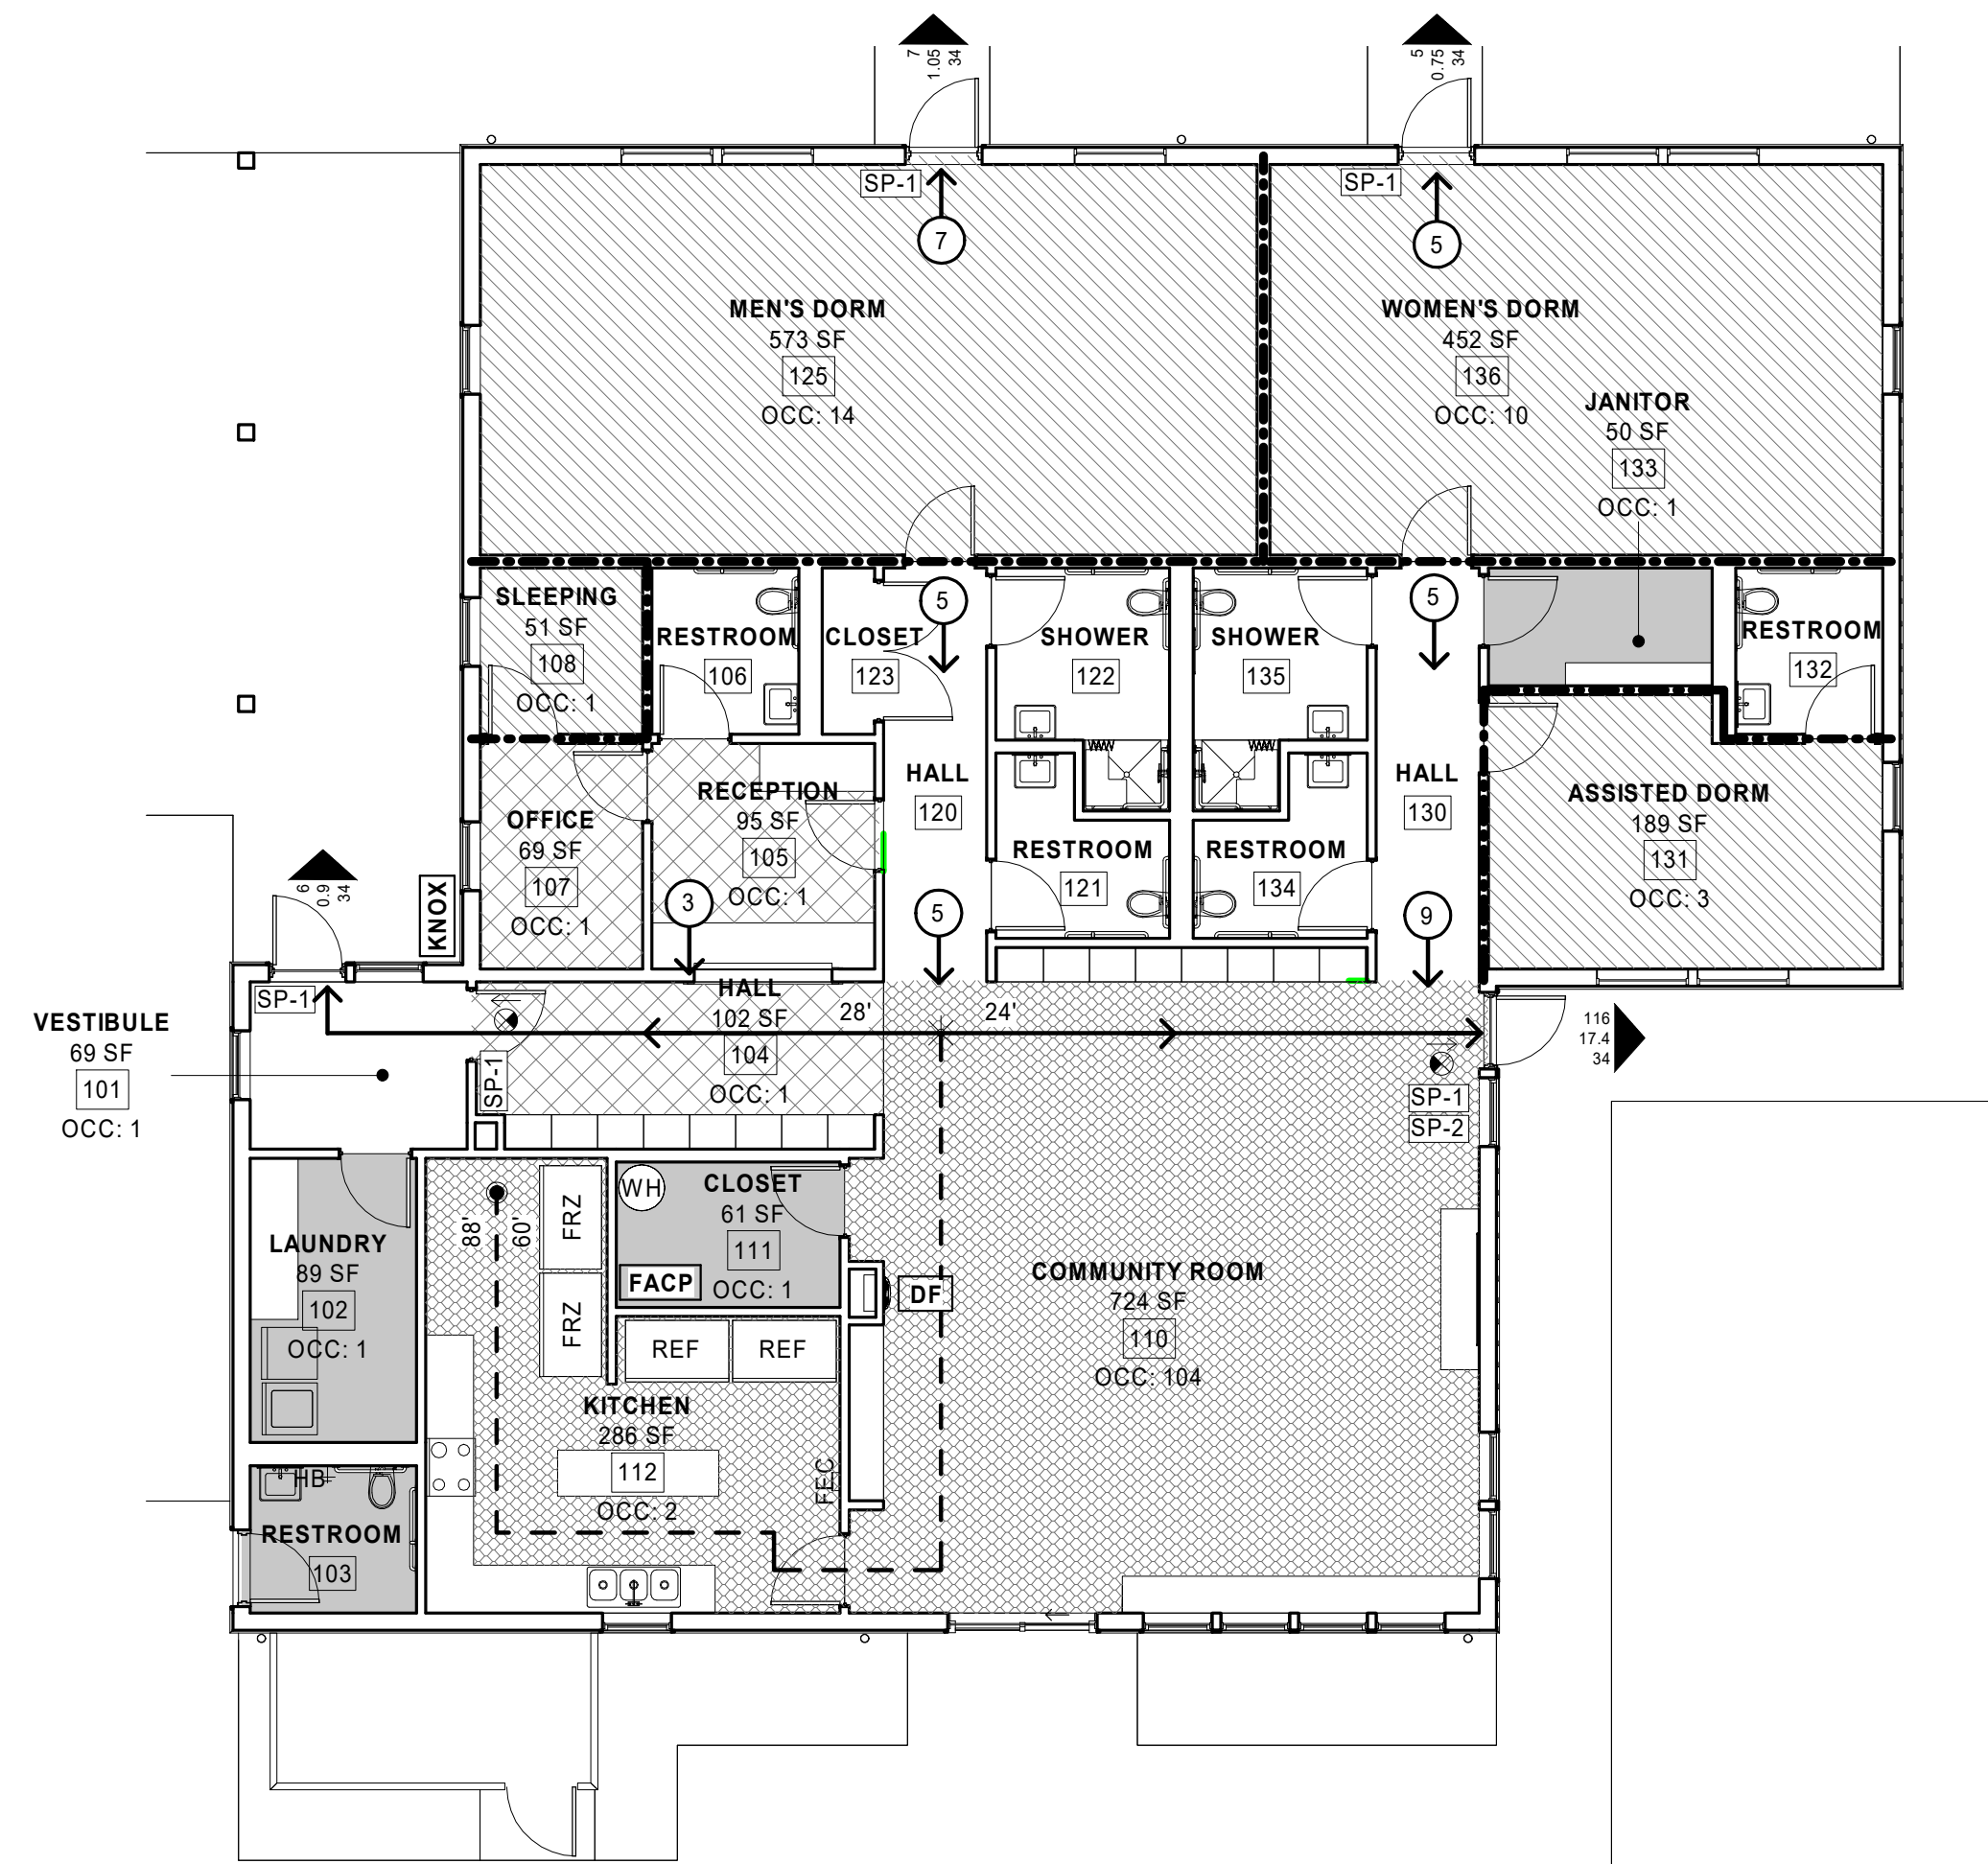 7
1.05
34
5
0.75
34
SP-1
SP-1
7
5
MEN'S DORM
573 SF
125
OCC: 14
WOMEN'S DORM
452 SF
136
OCC: 10
JANITOR
50 SF
133
OCC: 1
SLEEPING
51 SF
108
OCC: 1
RESTROOM
106
CLOSET
123
5
SHOWER
122
SHOWER
135
5
RESTROOM
132
HALL
120
HALL
130
RECEPTION
95 SF
105
OCC: 1
OFFICE
69 SF
107
OCC: 1
ASSISTED DORM
189 SF
131
OCC: 3
RESTROOM
121
RESTROOM
134
6
0.9
34
KNOX
3
5
9
SP-1
HALL
102 SF
104
OCC: 1
28'
24'
VESTIBULE
69 SF
101
OCC: 1
SP-1
116
17.4
34
SP-1
SP-2
88'
60'
FRZ
FRZ
WH
CLOSET
61 SF
111
OCC: 1
FACP
DF
LAUNDRY
89 SF
102
OCC: 1
REF
REF
COMMUNITY ROOM
724 SF
110
OCC: 104
KITCHEN
286 SF
112
OCC: 2
FEC
HB
RESTROOM
103